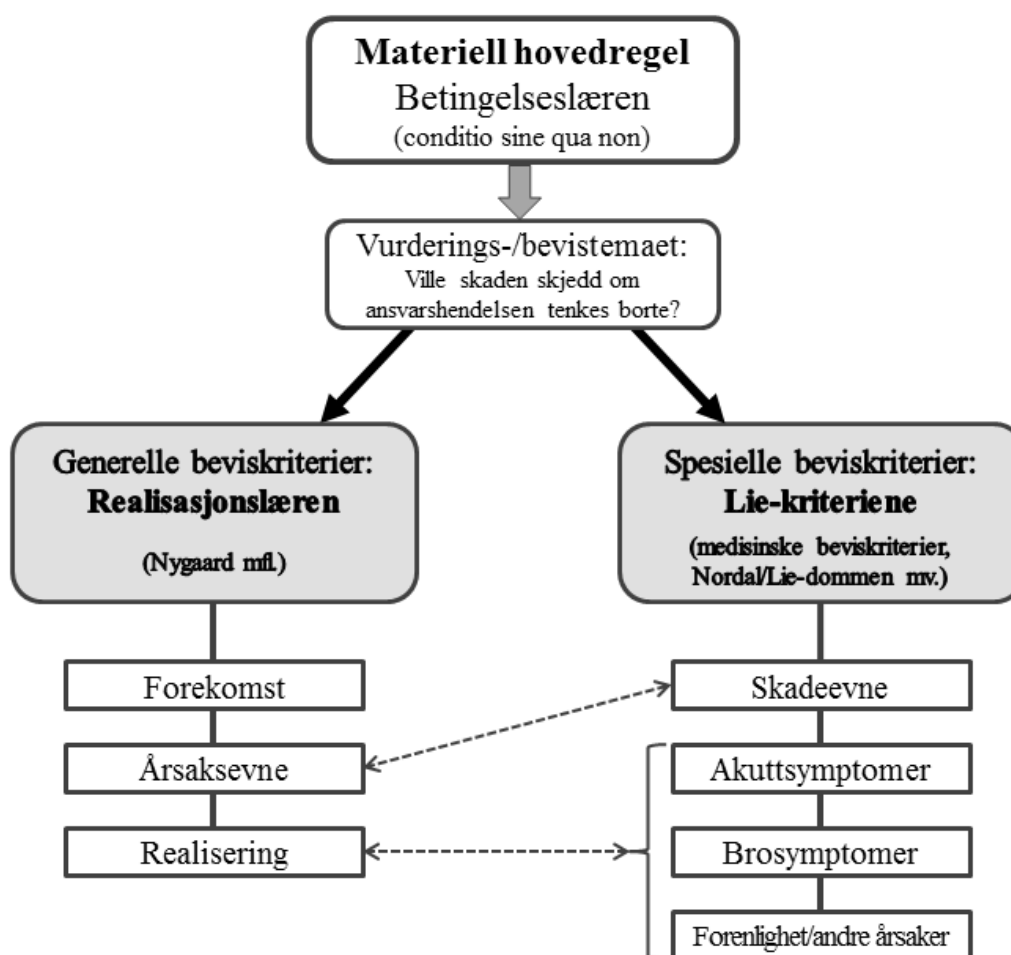 Materiell hovedregel
Betingelseslæren
(conditio sine qua non)
Vurderings-/bevistemaet:
Ville skaden skjedd om
ansvarshendelsen tenkes borte?
Generelle beviskriterier:
Realisasjonslæren
(Nygaard mfl.)
Forekomst
Årsaksevne
Realisering
Spesielle beviskriterier:
Lie-kriteriene
(medisinske beviskriterier,
Nordal/Lie-dommen mv.)
Skadeevne
Akuttsymptomer
Brosymptomer
Forenlighet/andre årsaker